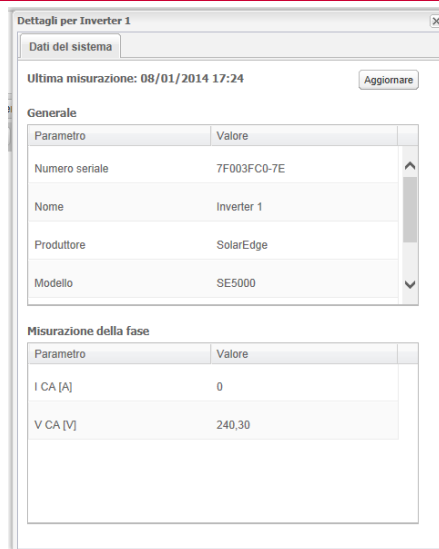 Dettagli per Inverter 1
Dati del sistema
Ultima misurazione: 08/01/2014 17:24
Aggiornare
Generale
Parametro Valore
Numero seriale 7F003FC0-7E
Nome Inverter 1
Produttore SolarEdge
Modello SE5000
Misurazione della fase
Parametro Valore
I CA [A] 0
V CA [V] 240,30